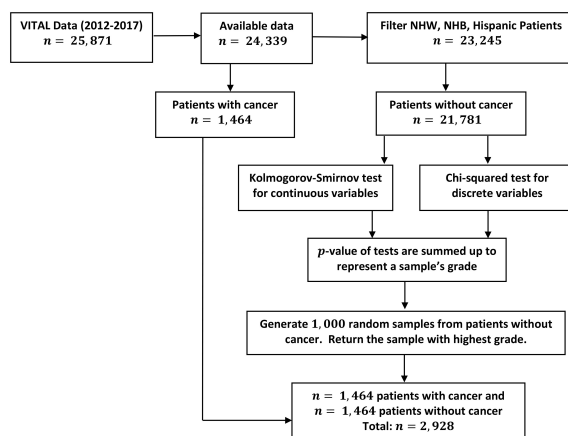 VITAL Data (2012-2017)
n = 25,871
Available data
n = 24,339
Filter NHW, NHB, Hispanic Patients
n = 23,245
Patients with cancer
n = 1,464
Patients without cancer
n = 21,781
Kolmogorov-Smirnov test
for continuous variables
Chi-squared test for
discrete variables
p-value of tests are summed up to
represent a sample's grade
Generate 1,000 random samples from patients without
cancer. Return the sample with highest grade.
n = 1,464 patients with cancer and
n = 1,464 patients without cancer
Total: n = 2,928